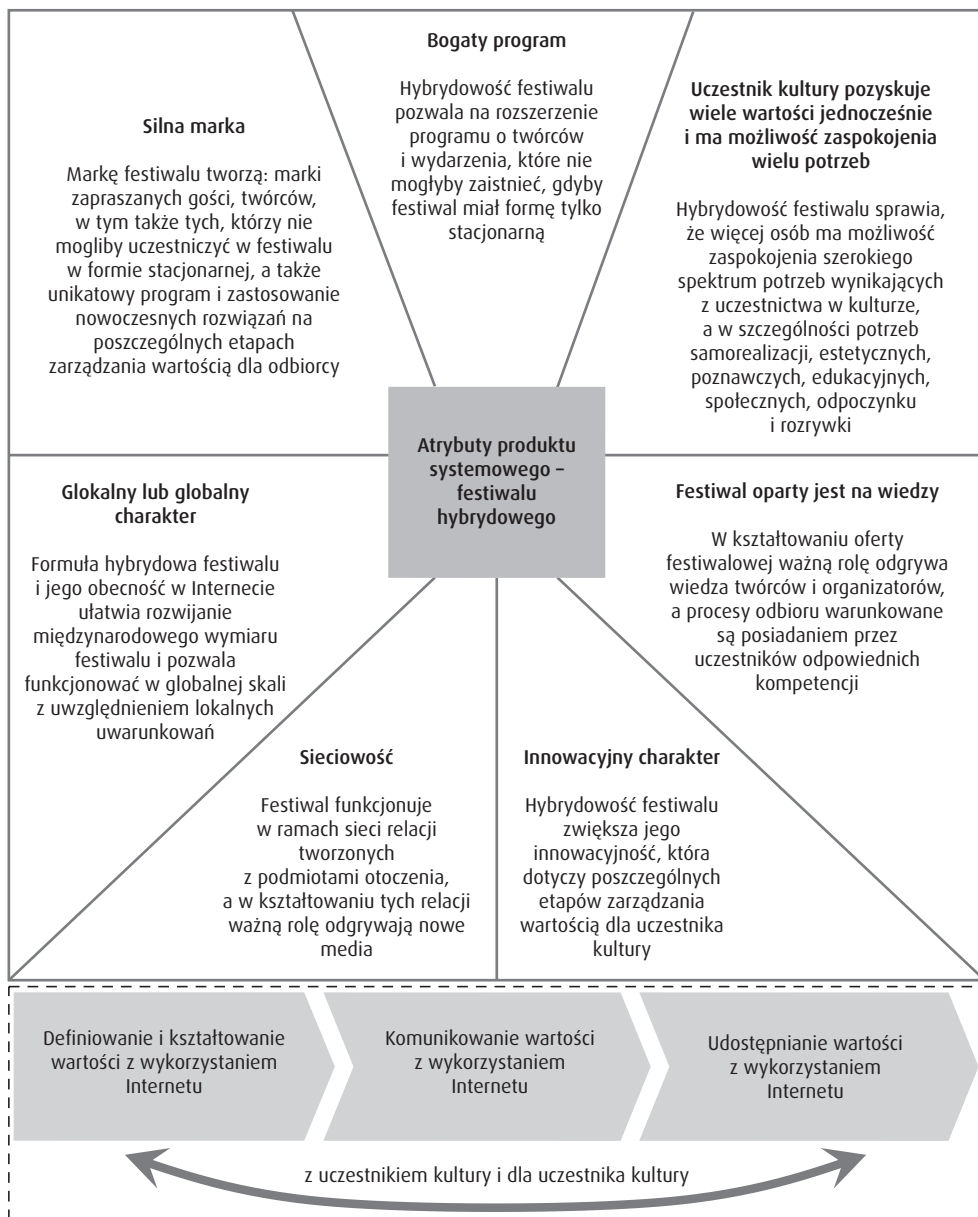 Bogaty program
Hybrydowość festiwalu
pozwala na rozszerzenie
programu o twórców
i wydarzenia, które nie
mogłyby zaistnieć, gdyby
festiwal miał formę tylko
stacjonarną
Silna marka
Markę festiwalu tworzą: marki
zapraszanych gości, twórców,
w tym także tych, którzy nie
mogliby uczestniczyć w festiwalu
w formie stacjonarnej, a także
unikatowy program i zastosowanie
nowoczesnych rozwiązań na
poszczególnych etapach
zarządzania wartością dla odbiorcy
Uczestnik kultury pozyskuje
wiele wartości jednocześnie
i ma możliwość zaspokojenia
wielu potrzeb
Hybrydowość festiwalu sprawia,
że więcej osób ma możliwość
zaspokojenia szerokiego
spektrum potrzeb wynikających
z uczestnictwa w kulturze,
a w szczególności potrzeb
samorealizacji, estetycznych,
poznawczych, edukacyjnych,
społecznych, odpoczynku
i rozrywki
Atrybuty produktu
systemowego –
festiwalu
hybrydowego
Glokalny lub globalny
charakter
Formuła hybrydowa festiwalu
i jego obecność w Internecie
ułatwia rozwijanie
międzynarodowego wymiaru
festiwalu i pozwala
funkcjonować w globalnej skali
z uwzględnieniem lokalnych
uwarunkowań
Festiwal oparty jest na wiedzy
W kształtowaniu oferty
festiwalowej ważną rolę odgrywa
wiedza twórców i organizatorów,
a procesy odbioru warunkowane
są posiadaniem przez
uczestników odpowiednich
kompetencji
Sieciowość
Festiwal funkcjonuje
w ramach sieci relacji
tworzonych
z podmiotami otoczenia,
a w kształtowaniu tych relacji
ważną rolę odgrywają nowe
media
Innowacyjny charakter
Hybrydowość festiwalu
zwiększa jego
innowacyjność, która
dotyczy poszczególnych
etapów zarządzania
wartością dla uczestnika
kultury
Definiowanie i kształtowanie
wartości z wykorzystaniem
Internetu
Komunikowanie wartości
z wykorzystaniem
Internetu
Udostępnianie wartości
z wykorzystaniem
Internetu
z uczestnikiem kultury i dla uczestnika kultury